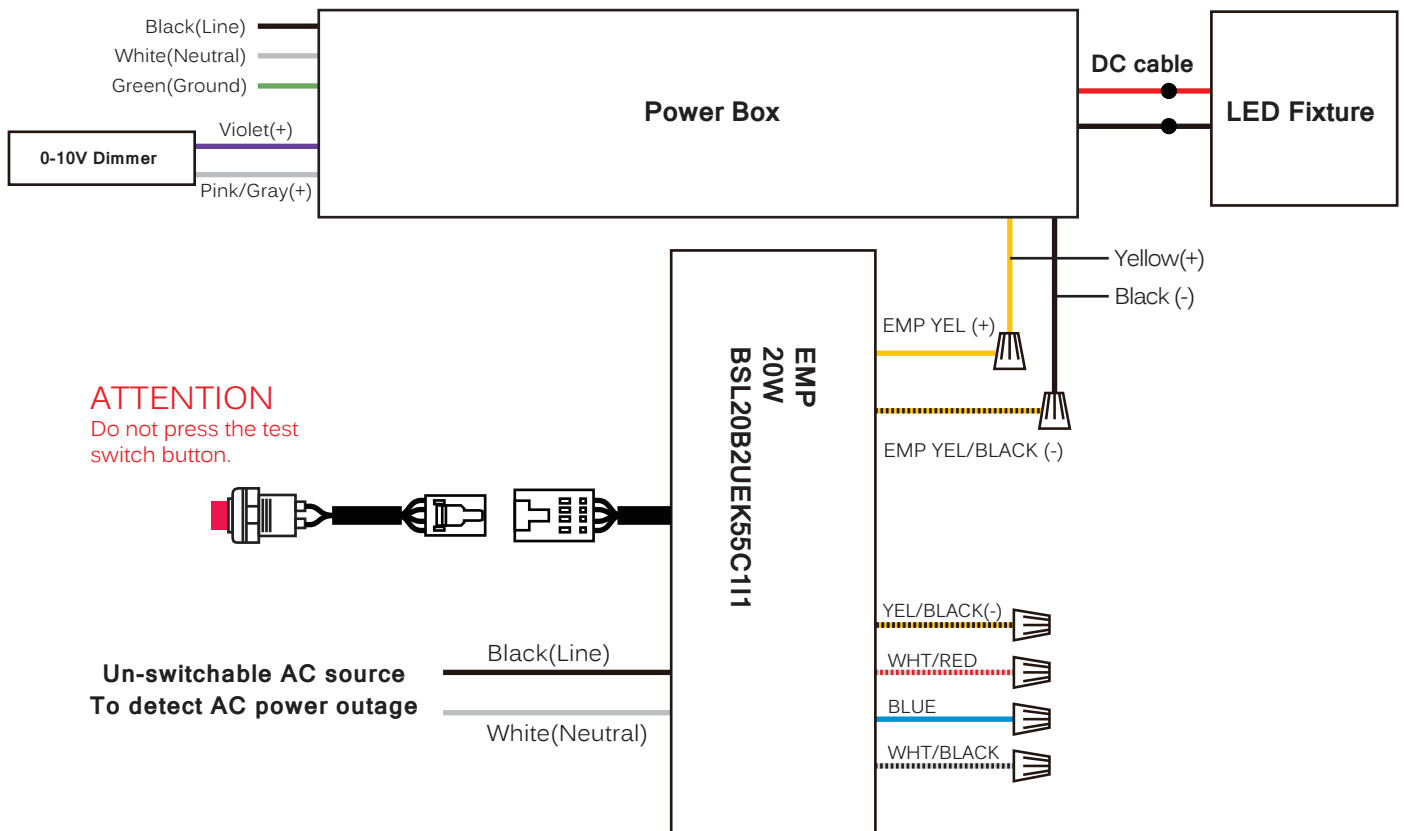 Black(Line)
White(Neutral)
Green(Ground)
Violet(+)
0-10V Dimmer
Pink/Gray(+)
Power Box
DC cable
LED Fixture
Yellow(+)
Black (-)
EMP YEL (+)
EMP YEL/BLACK (-)
EMP
20W
BSL20B2UEK55C1I1
ATTENTION
Do not press the test
switch button.
Un-switchable AC source
To detect AC power outage
Black(Line)
White(Neutral)
YEL/BLACK(-)
WHT/RED
BLUE
WHT/BLACK